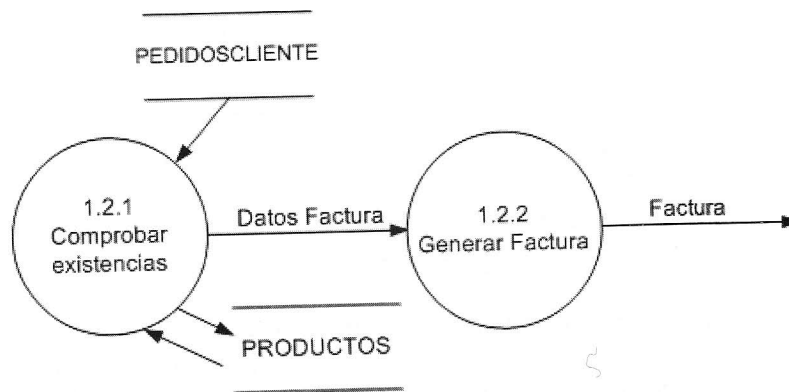 PEDIDOSCLIENTE
1.2.1
Comprobar
existencias
Datos Factura
1.2.2
Generar Factura
Factura
PRODUCTOS